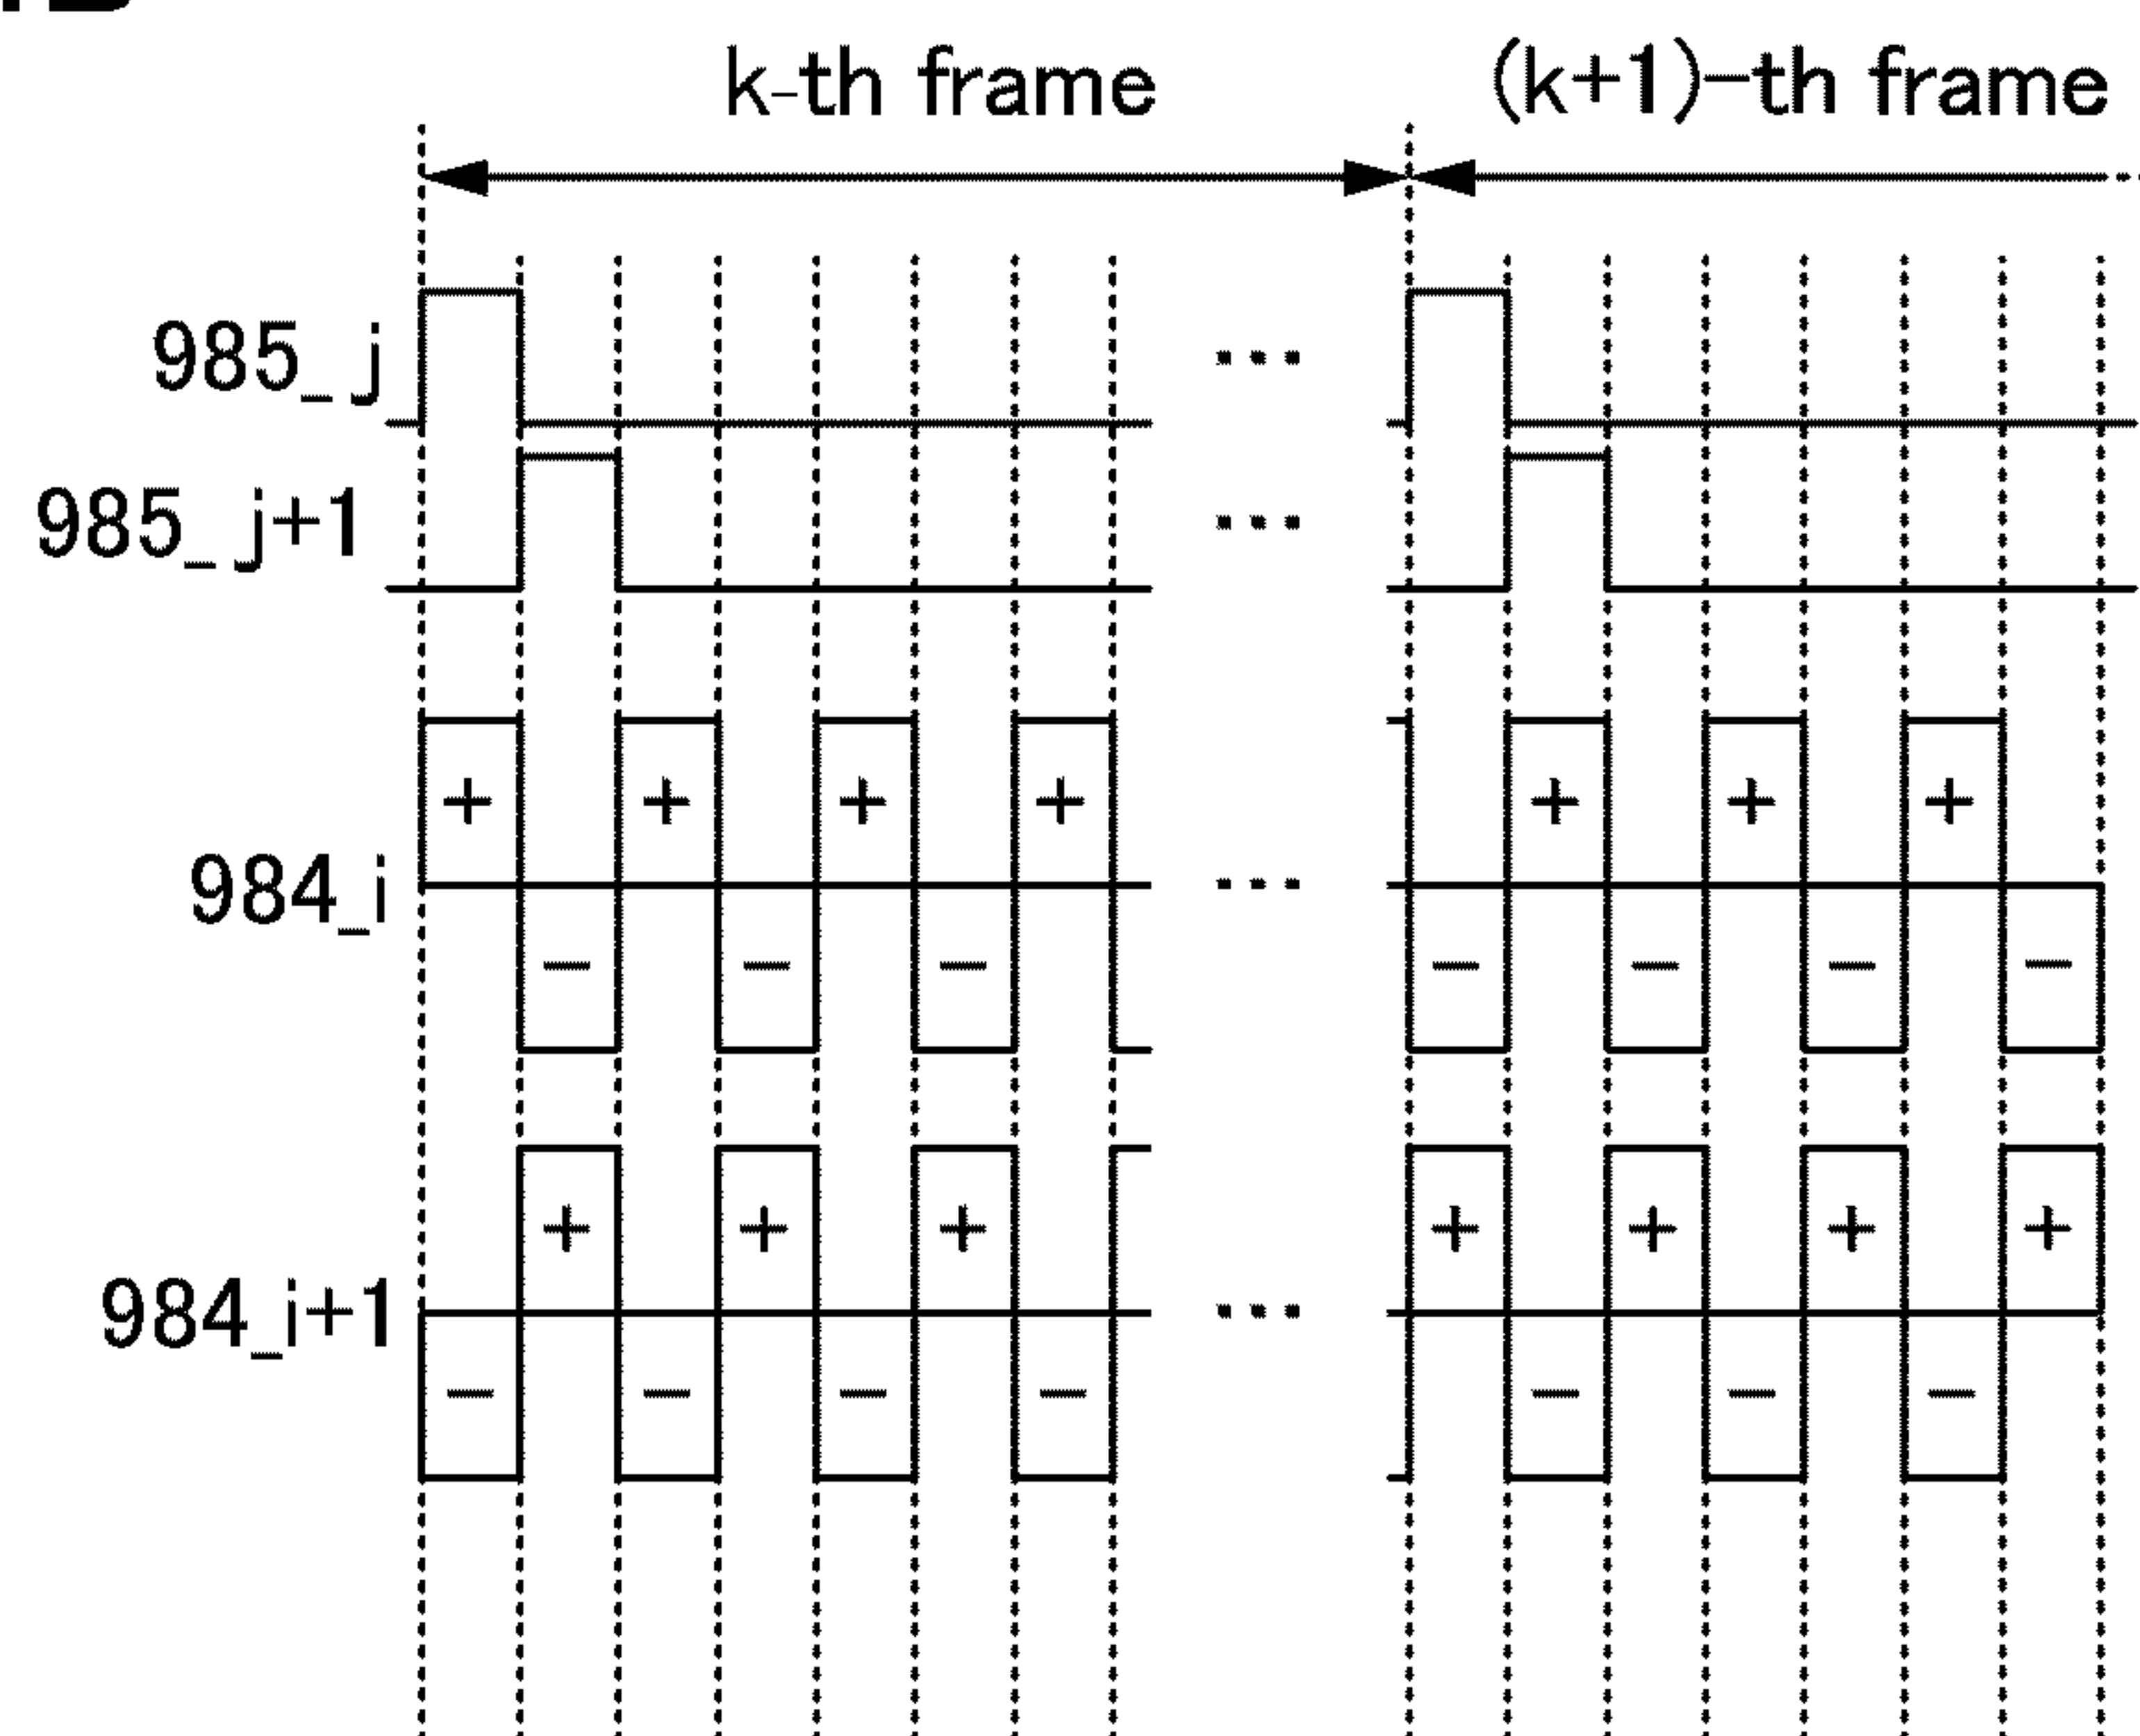 k-th frame (k+1)-th frame
985_j ...
985_j+1 ...
+ + + + + + +
984_i ...
- - - - - - -
+ + + + + + +
984_i+1 ...
- - - - - - -